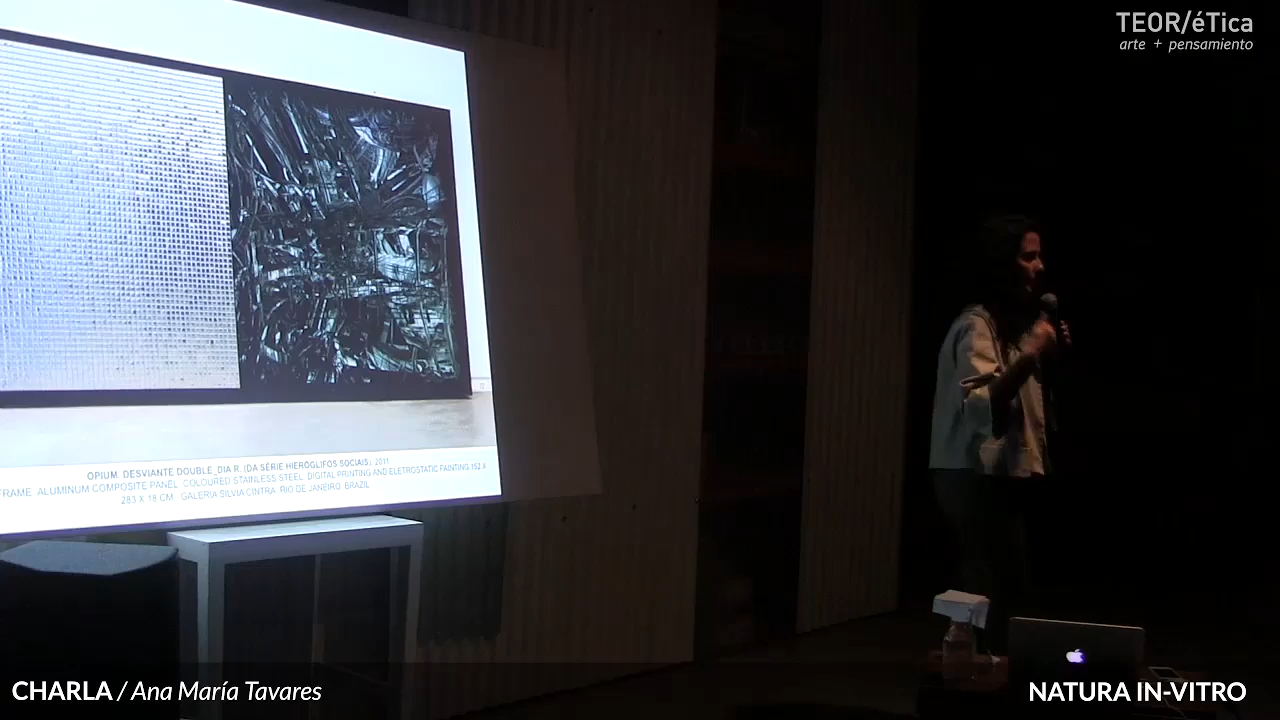 TEOR/éTica
arte + pensamiento
OPIUM. DESVIANTE DOUBLE_DIA R. (DA SÉRIE HIERÓGLIFOS SOCIAIS), 2011
FRAME ALUMINUM COMPOSITE PANEL COLOURED STAINLESS STEEL, DIGITAL PRINTING AND ELETROSTATIC PAINTING 152 X
283 X 18 CM GALERIA SILVIA CINTRA RIO DE JANEIRO BRAZIL
CHARLA / Ana María Tavares
NATURA IN-VITRO